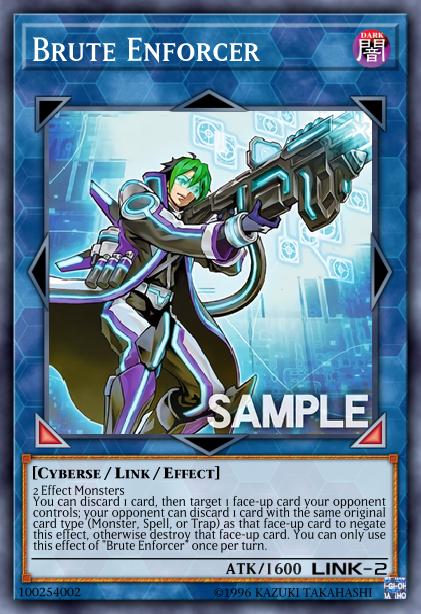 BRUTE ENFORCER
DARK
闇
SAMPLE
[CYBERSE / LINK / EFFECT]
2 Effect Monsters
You can discard 1 card, then target 1 face-up card your opponent
controls; your opponent can discard 1 card with the same original
card type (Monster, Spell, or Trap) as that face-up card to negate
this effect, otherwise destroy that face-up card. You can only use
this effect of "Brute Enforcer" once per turn.
ATK/1600 LINK-2
100254002 ©1996 KAZUKI TAKAHASHI